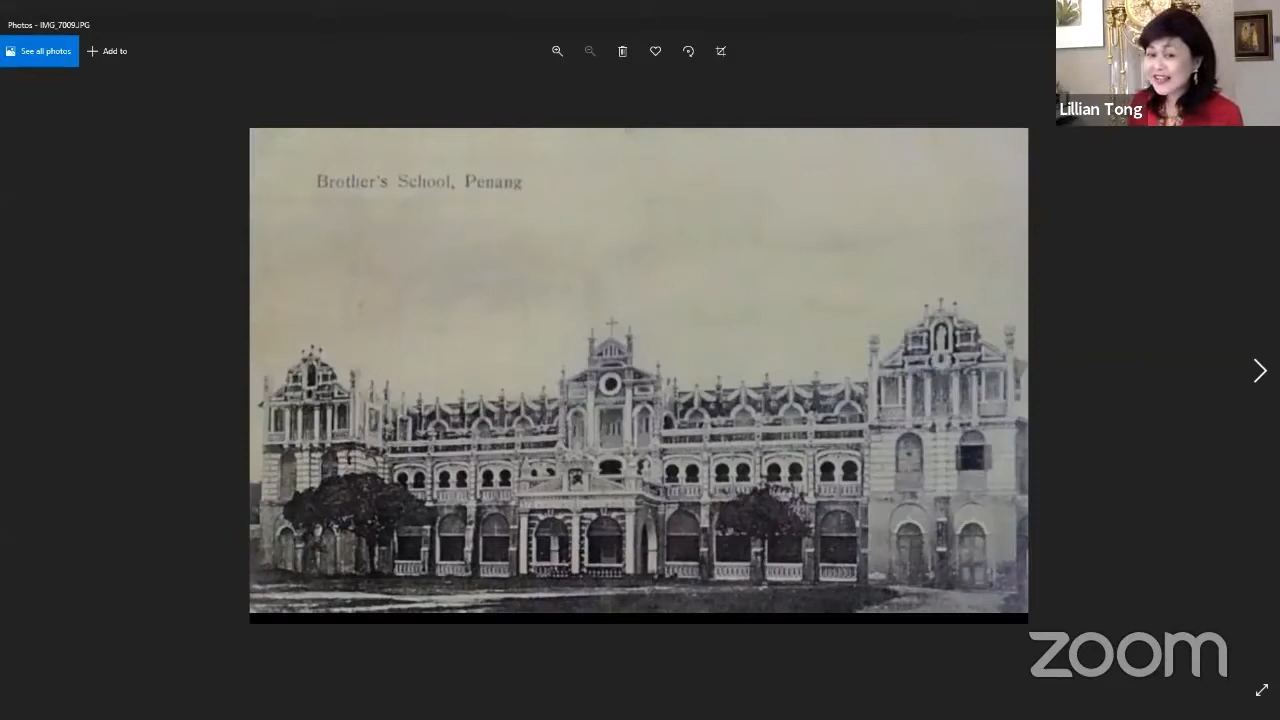 Photos - IMG_7009.JPG
See all photos
Add to
Lillian Tong
Brother's School, Penang
zoom